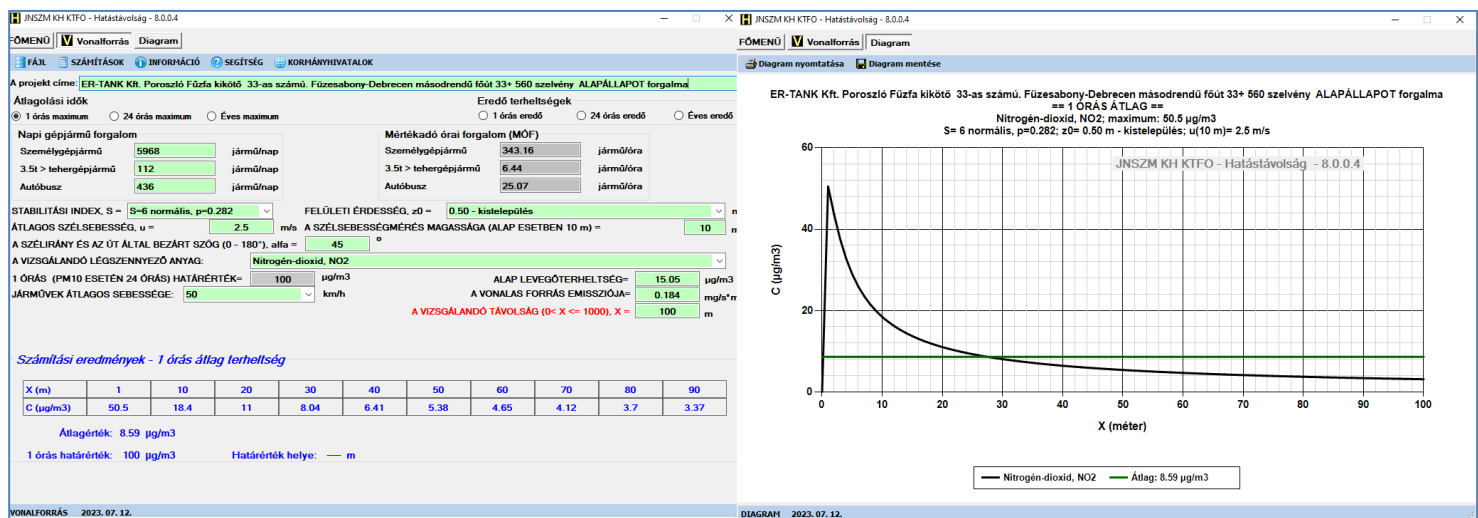 JNSZM KH KTFO - Hatástávolság - 8.0.0.4
FŐMENÜ V Vonalforrás Diagram
FÁJL SZÁMÍTÁSOK INFORMÁCIÓ SEGÍTSÉG KORMÁNYHIVATALOK
A projekt címe: ER-TANK Kft. Poroszló Fűzfa kikötő 33-as számú. Füzesabony-Debrecen másodrendű főút 33+ 560 szelvény ALAPÁLLAPOT forgalma
Átlagolási idők Eredő terheltségek
1 órás maximum 24 órás maximum Éves maximum 1 órás eredő 24 órás eredő Éves eredő
Napi gépjármű forgalom Mértékadó órai forgalom (MÓF)
Személygépjármű 5968 jármű/nap Személygépjármű 343.16 jármű/óra
3.5t > tehergépjármű 112 jármű/nap 3.5t > tehergépjármű 6.44 jármű/óra
Autóbusz 436 jármű/nap Autóbusz 25.07 jármű/óra
STABILITÁSI INDEX, S = S=6 normális, p=0.282 FELÜLETI ÉRDESSÉG, z0 = 0.50 - kistelepülés
ÁTLAGOS SZÉLSEBESSÉG, u = 2.5 m/s A SZÉLSEBESSÉGMÉRÉS MAGASSÁGA (ALAP ESETBEN 10 m) = 10
A SZÉLIRÁNY ÉS AZ ÚT ÁLTAL BEZÁRT SZÖG (0 - 180°), alfa = 45 °
A VIZSGÁLANDÓ LÉGSZENNYEZŐ ANYAG: Nitrogén-dioxid, NO2
1 ÓRÁS (PM10 ESETÉN 24 ÓRÁS) HATÁRÉRTÉK= 100 µg/m3 ALAP LEVEGŐTERHELTSÉG= 15.05 µg/m3
JÁRMŰVEK ÁTLAGOS SEBESSÉGE: 50 km/h A VONALAS FORRÁS EMISSZIÓJA= 0.184 mg/s*m
A VIZSGÁLANDÓ TÁVOLSÁG (0< X <= 1000), X = 100 m
Számítási eredmények - 1 órás átlag terheltség
X (m) 1 10 20 30 40 50 60 70 80 90
C (µg/m3) 50.5 18.4 11 8.04 6.41 5.38 4.65 4.12 3.7 3.37
Átlagérték: 8.59 µg/m3
1 órás határérték: 100 µg/m3 Határérték helye: --- m
VONALFORRÁS 2023. 07. 12.
JNSZM KH KTFO - Hatástávolság - 8.0.0.4
FŐMENÜ V Vonalforrás Diagram
Diagram nyomtatása Diagram mentése
ER-TANK Kft. Poroszló Fűzfa kikötő 33-as számú. Füzesabony-Debrecen másodrendű főút 33+ 560 szelvény ALAPÁLLAPOT forgalma
== 1 ÓRÁS ÁTLAG ==
Nitrogén-dioxid, NO2; maximum: 50.5 µg/m3
S= 6 normális, p=0.282; z0= 0.50 m - kistelepülés; u(10 m)= 2.5 m/s
JNSZM KH KTFO - Hatástávolság - 8.0.0.4
60
40
20
0
C (µg/m3)
0 10 20 30 40 50 60 70 80 90 100
X (méter)
Nitrogén-dioxid, NO2 Átlag: 8.59 µg/m3
DIAGRAM 2023. 07. 12.